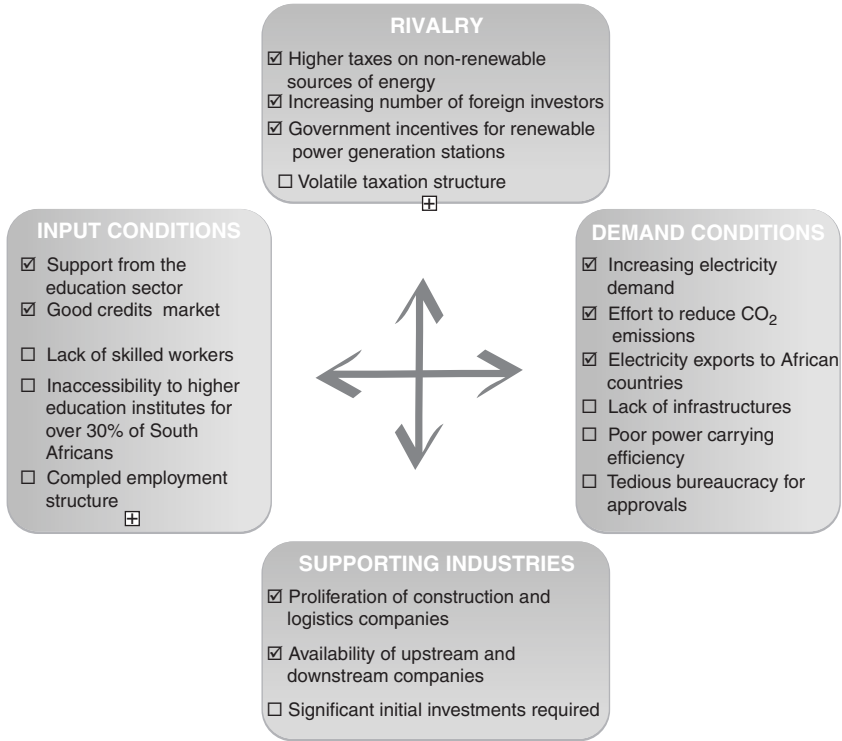 RIVALRY
☑ Higher taxes on non-renewable
sources of energy
☑ Increasing number of foreign investors
☑ Government incentives for renewable
power generation stations
☐ Volatile taxation structure
INPUT CONDITIONS
☑ Support from the
education sector
☑ Good credits market
☐ Lack of skilled workers
☐ Inaccessibility to higher
education institutes for
over 30% of South
Africans
☐ Compled employment
structure
DEMAND CONDITIONS
☑ Increasing electricity
demand
☑ Effort to reduce CO₂
emissions
☑ Electricity exports to African
countries
☐ Lack of infrastructures
☐ Poor power carrying
efficiency
☐ Tedious bureaucracy for
approvals
SUPPORTING INDUSTRIES
☑ Proliferation of construction and
logistics companies
☑ Availability of upstream and
downstream companies
☐ Significant initial investments required